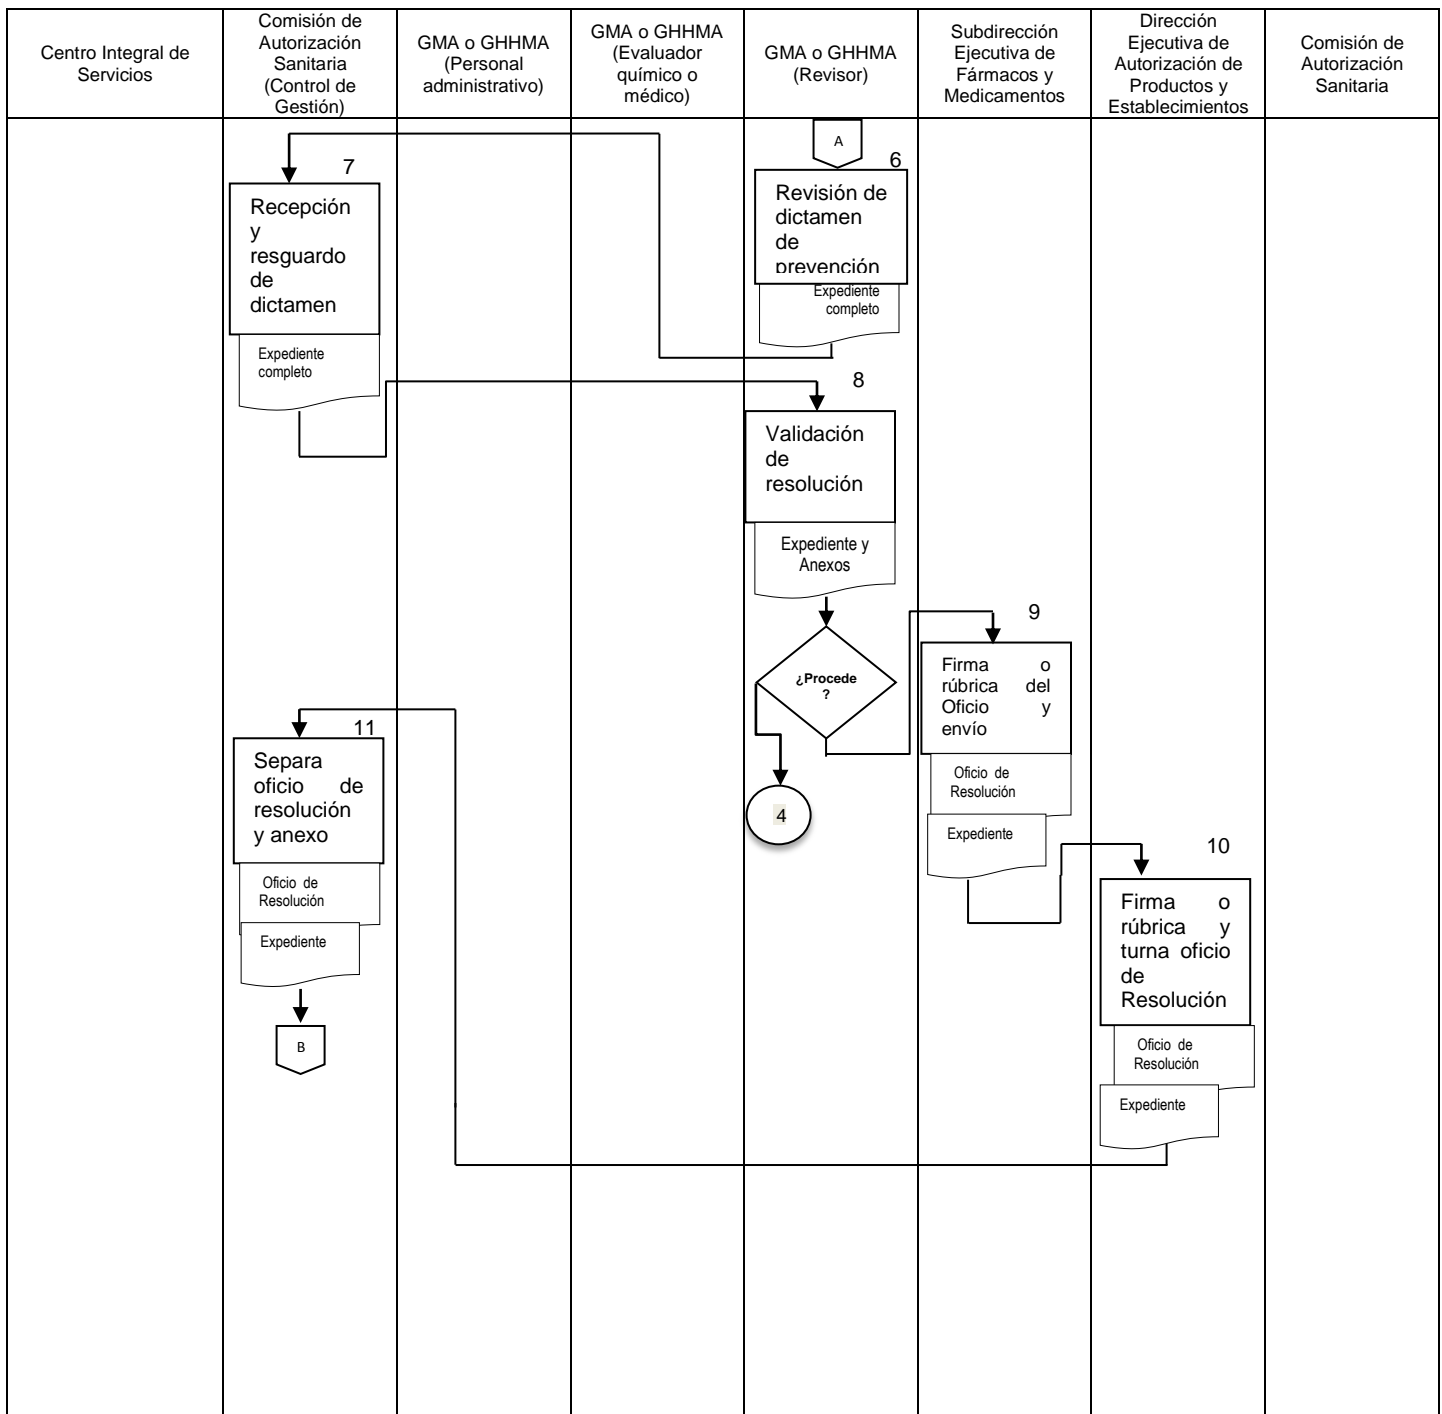 Centro Integral de
Servicios
Comisión de
Autorización
Sanitaria
(Control de
Gestión)
GMA o GHHMA
(Personal
administrativo)
GMA o GHHMA
(Evaluador
químico o
médico)
GMA o GHHMA
(Revisor)
Subdirección
Ejecutiva de
Fármacos y
Medicamentos
Dirección
Ejecutiva de
Autorización de
Productos y
Establecimientos
Comisión de
Autorización
Sanitaria
A
6
Revisión de
dictamen
de
prevención
Expediente
completo
7
Recepción
y
resguardo
de
dictamen
Expediente
completo
8
Validación
de
resolución
Expediente y
Anexos
¿Procede
?
4
9
Firma o
rúbrica del
Oficio y
envío
Oficio de
Resolución
Expediente
10
Firma o
rúbrica y
turna oficio
de
Resolución
Oficio de
Resolución
Expediente
11
Separa
oficio de
resolución
y anexo
Oficio de
Resolución
Expediente
B